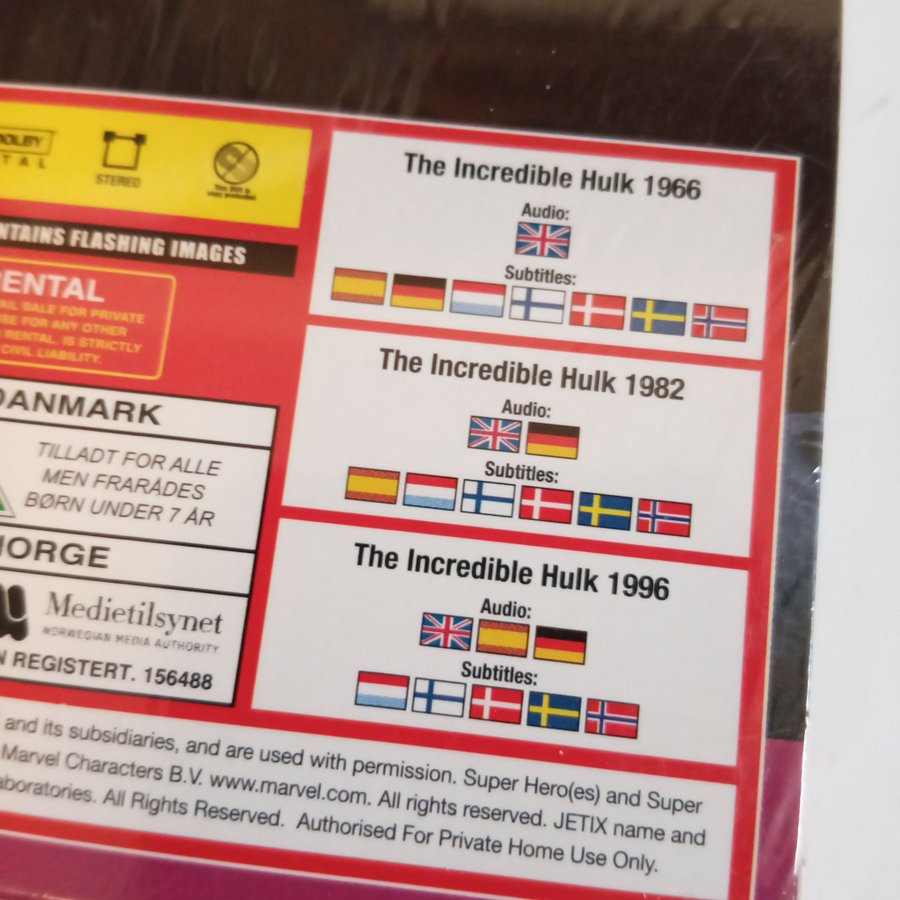 DOLBY
STEREO
The Incredible Hulk 1966
Audio:
Subtitles:
FLASHING IMAGES
SALE FOR PRIVATE
FOR ANY OTHER
RENTAL, IS STRICTLY
CIVIL LIABILITY.
The Incredible Hulk 1982
Audio:
Subtitles:
DANMARK
TILLADT FOR ALLE
MEN FRARÅDES
BØRN UNDER 7 ÅR
NORGE
Medietilsynet
NORWEGIAN MEDIA AUTHORITY
REGISTERT. 156488
The Incredible Hulk 1996
Audio:
Subtitles:
and its subsidiaries, and are used with permission. Super Hero(es) and Super
Marvel Characters B.V. www.marvel.com. All rights reserved. JETIX name and
All Rights Reserved. Authorised For Private Home Use Only.